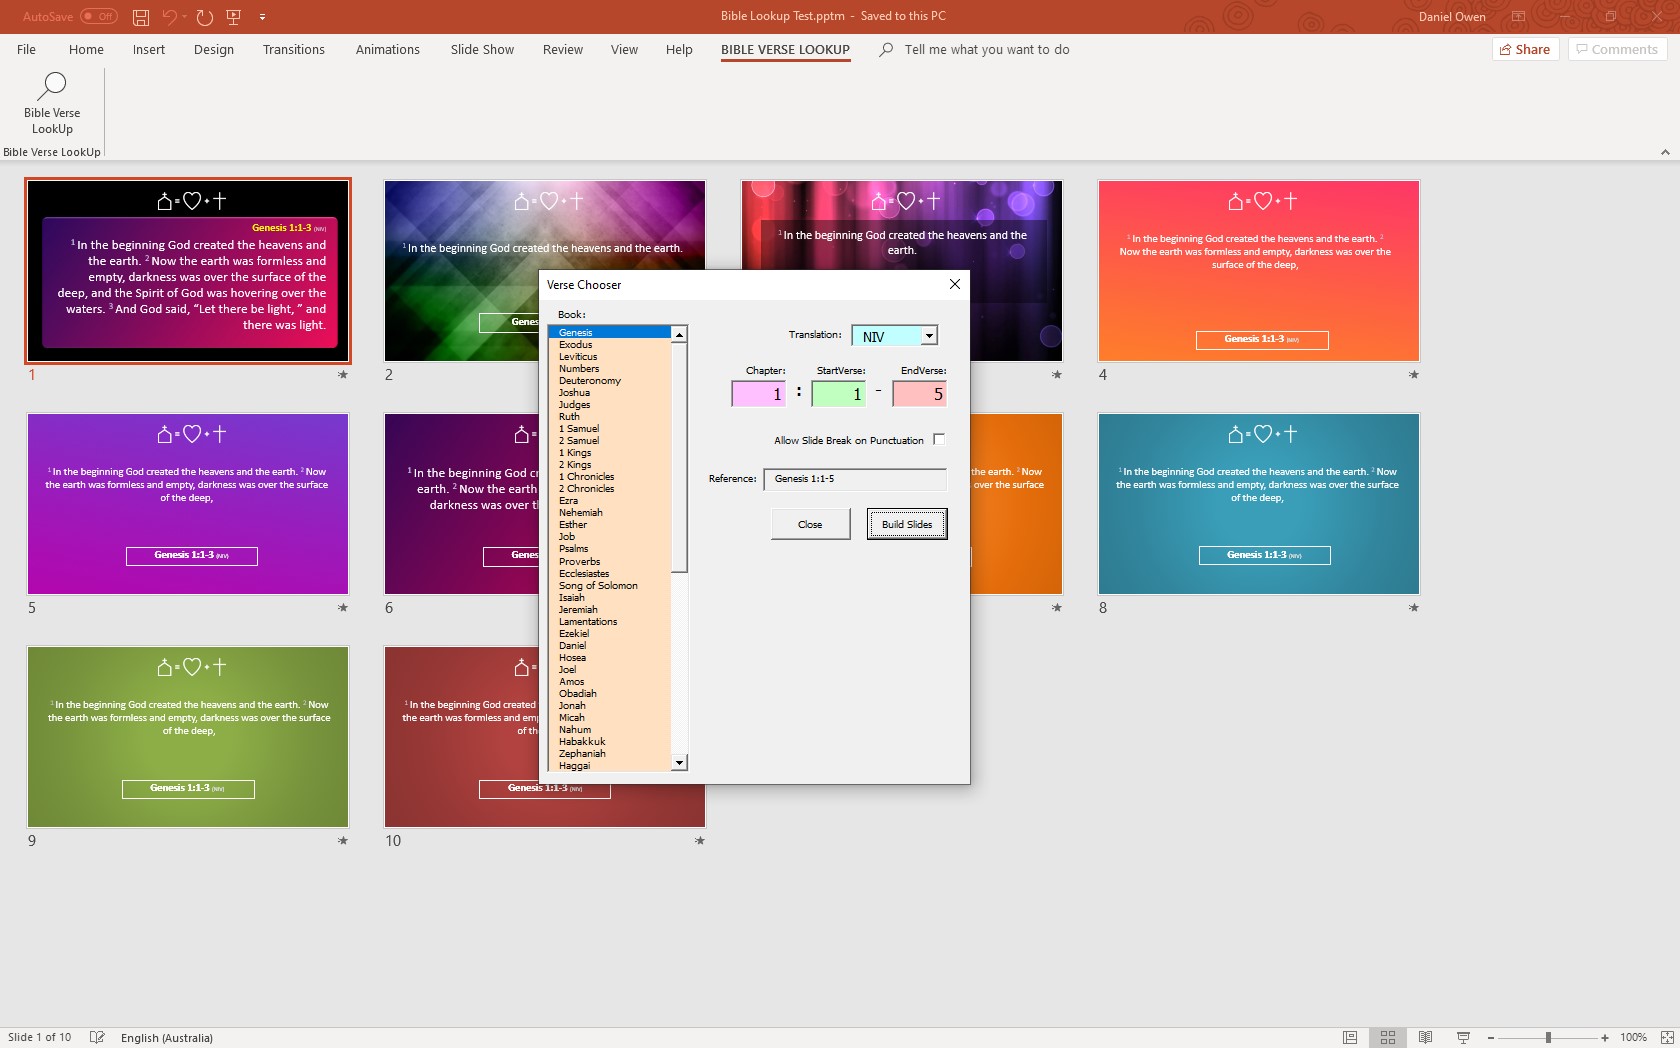 AutoSave Off
Bible Lookup Test.pptm - Saved to this PC
Daniel Owen
File Home Insert Design Transitions Animations Slide Show Review View Help BIBLE VERSE LOOKUP Tell me what you want to do
Share Comments
Bible Verse
LookUp
Bible Verse LookUp
Genesis 1:1-3 (NIV)
1 In the beginning God created the heavens and
the earth. 2 Now the earth was formless and
empty, darkness was over the surface of the
deep, and the Spirit of God was hovering over the
waters. 3 And God said, “Let there be light, ” and
there was light.
1
1 In the beginning God created the heavens and the earth.
Genes
2
1 In the beginning God created the heavens and the
earth.
1 In the beginning God created the heavens and the earth. 2
Now the earth was formless and empty, darkness was over the
surface of the deep,
Genesis 1:1-3 (NIV)
4
1 In the beginning God created the heavens and the earth. 2 Now
the earth was formless and empty, darkness was over the surface
of the deep,
Genesis 1:1-3 (NIV)
5
1 In the beginning God cr
earth. 2 Now the earth
darkness was over t
Genes
6
he earth. 2 Now
over the surface
1 In the beginning God created the heavens and the earth. 2 Now
the earth was formless and empty, darkness was over the surface
of the deep,
Genesis 1:1-3 (NIV)
8
1 In the beginning God created the heavens and the earth. 2 Now
the earth was formless and empty, darkness was over the surface
of the deep,
Genesis 1:1-3 (NIV)
9
1 In the beginning God created
the earth was formless and emp
of th
Genesis 1:1-3 (NIV)
10
Verse Chooser
Book:
Genesis
Exodus
Leviticus
Numbers
Deuteronomy
Joshua
Judges
Ruth
1 Samuel
2 Samuel
1 Kings
2 Kings
1 Chronicles
2 Chronicles
Ezra
Nehemiah
Esther
Job
Psalms
Proverbs
Ecclesiastes
Song of Solomon
Isaiah
Jeremiah
Lamentations
Ezekiel
Daniel
Hosea
Joel
Amos
Obadiah
Jonah
Micah
Nahum
Habakkuk
Zephaniah
Haggai
Translation: NIV
Chapter: StartVerse: EndVerse:
1 : 1 - 5
Allow Slide Break on Punctuation
Reference: Genesis 1:1-5
Close Build Slides
Slide 1 of 10 English (Australia) 100%